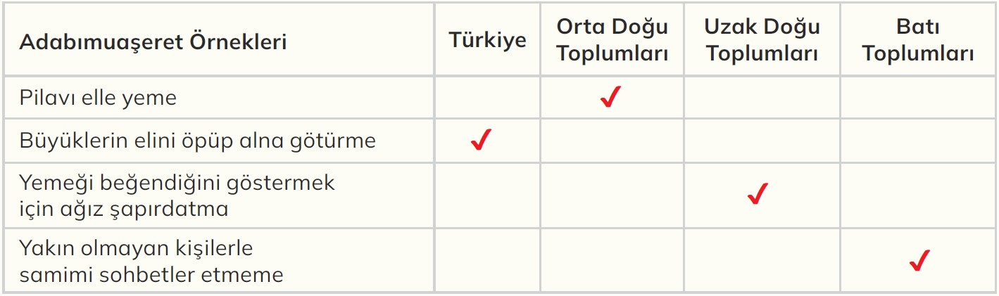 Adabımuaşeret Örnekleri
Türkiye
Orta Doğu
Toplumları
Uzak Doğu
Toplumları
Batı
Toplumları
Pilavı elle yeme
Büyüklerin elini öpüp alna götürme
Yemeği beğendiğini göstermek
için ağız şapırdatma
Yakın olmayan kişilerle
samimi sohbetler etmeme